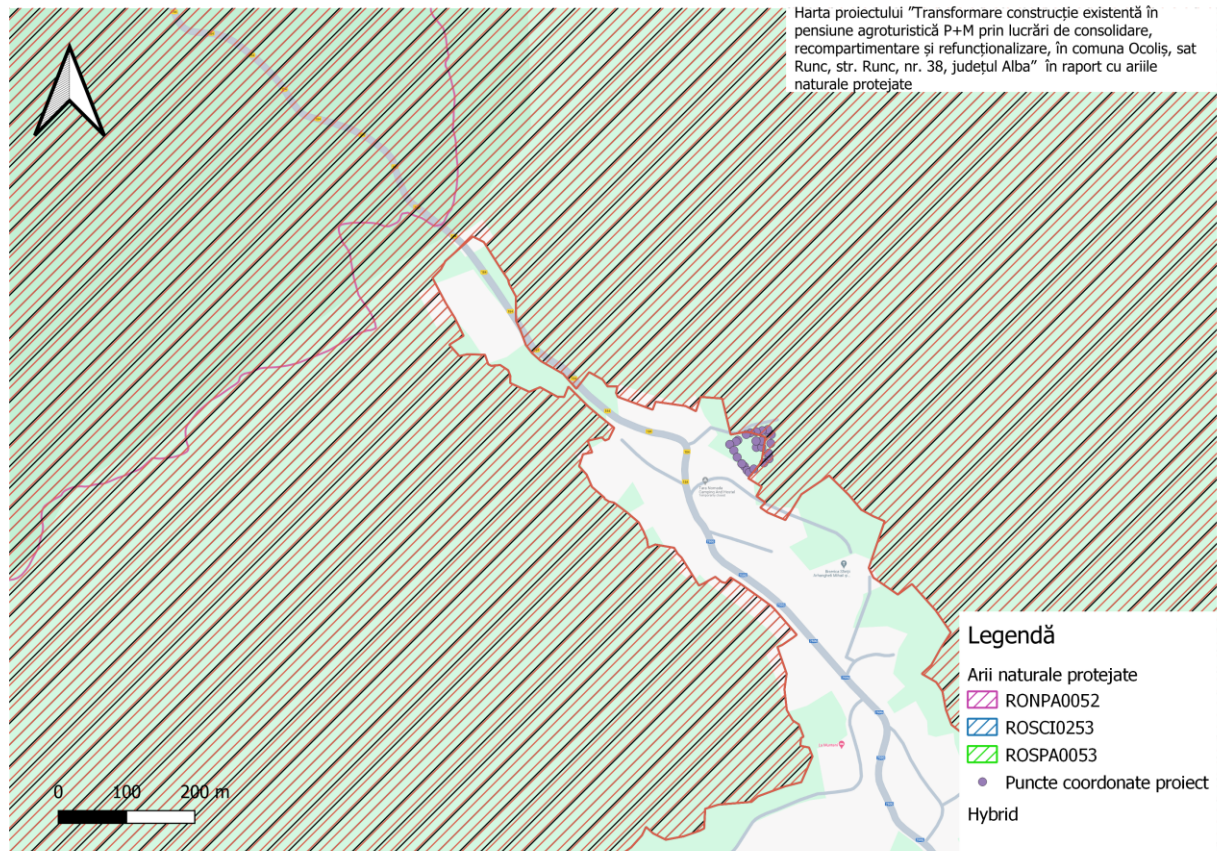 Harta proiectului "Transformare construcție existentă în
pensiune agroturistică P+M prin lucrări de consolidare,
recompartimentare și refuncționalizare, în comuna Ocoliș, sat
Runc, str. Runc, nr. 38, județul Alba" în raport cu ariile
naturale protejate
Legendă
Arii naturale protejate
RONPA0052
ROSCI0253
ROSPA0053
Puncte coordonate proiect
Hybrid
0 100 200 m